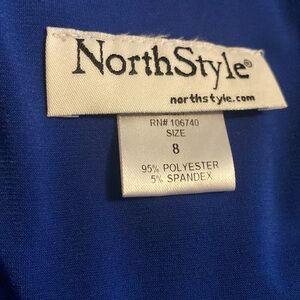 NorthStyle®
northstyle.com
RN# 106740
SIZE
8
95% POLYESTER
5% SPANDEX